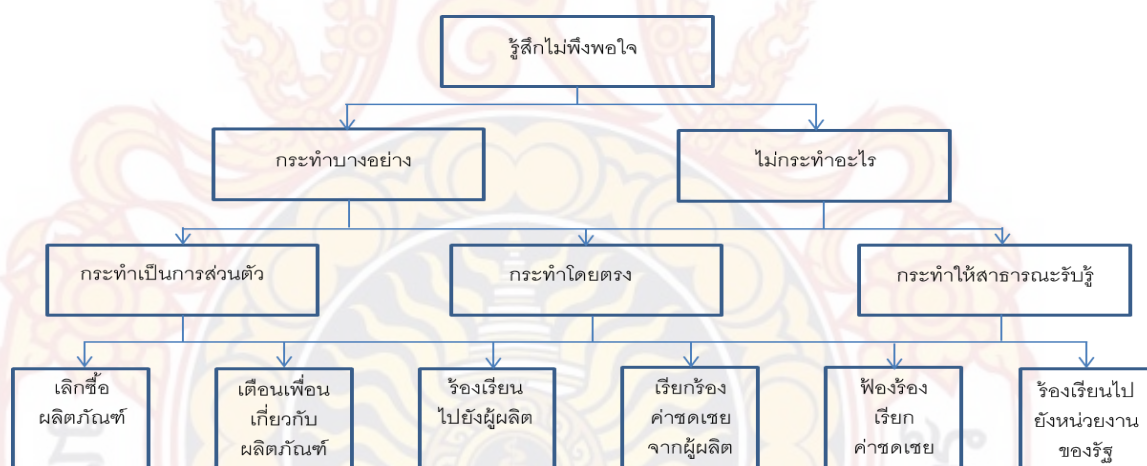 รู้สึกไม่พึงพอใจ
กระทำบางอย่าง
ไม่กระทำอะไร
กระทำเป็นการส่วนตัว
กระทำโดยตรง
กระทำให้สาธารณะรับรู้
เลิกซื้อ
ผลิตภัณฑ์
เตือนเพื่อน
เกี่ยวกับ
ผลิตภัณฑ์
ร้องเรียน
ไปยังผู้ผลิต
เรียกร้อง
ค่าชดเชย
จากผู้ผลิต
ฟ้องร้อง
เรียก
ค่าชดเชย
ร้องเรียนไป
ยังหน่วยงาน
ของรัฐ